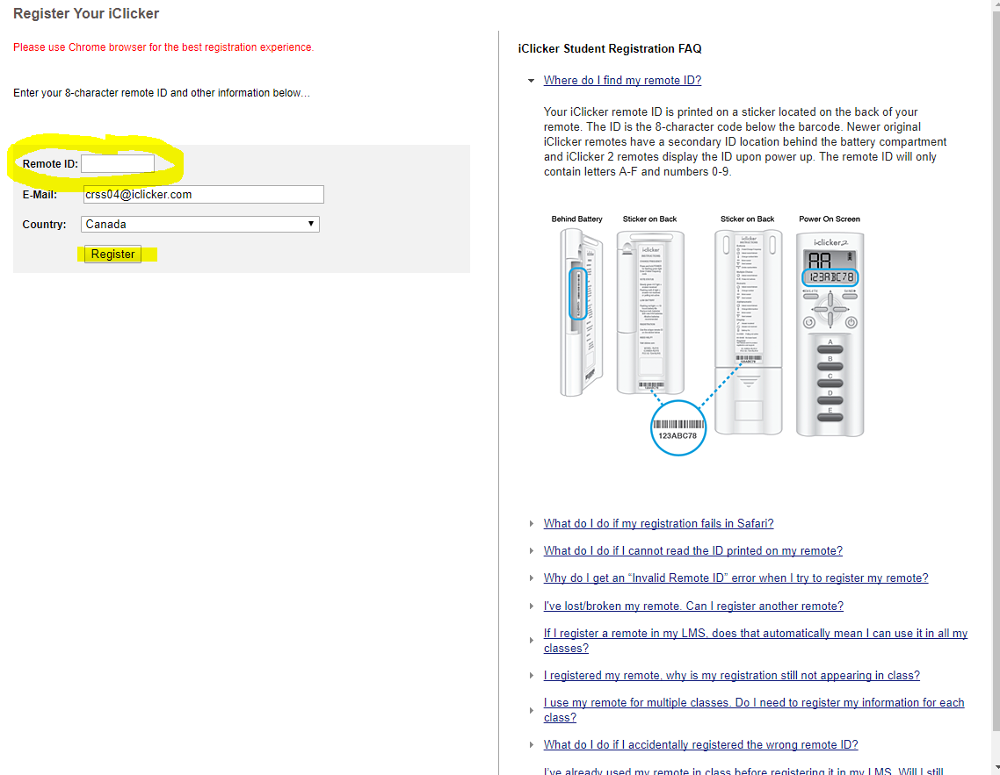 Register Your iClicker
Please use Chrome browser for the best registration experience.
Enter your 8-character remote ID and other information below…
Remote ID:
E-Mail: crss04@iclicker.com
Country: Canada
Register
iClicker Student Registration FAQ
Where do I find my remote ID?
Your iClicker remote ID is printed on a sticker located on the back of your
remote. The ID is the 8-character code below the barcode. Newer original
iClicker remotes have a secondary ID location behind the battery compartment
and iClicker 2 remotes display the ID upon power up. The remote ID will only
contain letters A-F and numbers 0-9.
Behind Battery Sticker on Back Sticker on Back Power On Screen
i-clicker
INSTRUCTIONS
i-clicker
INSTRUCTIONS
i-clicker2
AA
123ABC78
A
B
C
D
E
123ABC78
What do I do if my registration fails in Safari?
What do I do if I cannot read the ID printed on my remote?
Why do I get an “Invalid Remote ID” error when I try to register my remote?
I've lost/broken my remote. Can I register another remote?
If I register a remote in my LMS, does that automatically mean I can use it in all my
classes?
I registered my remote, why is my registration still not appearing in class?
I use my remote for multiple classes. Do I need to register my information for each
class?
What do I do if I accidentally registered the wrong remote ID?
I've already used my remote in class before registering it in my LMS. Will I still